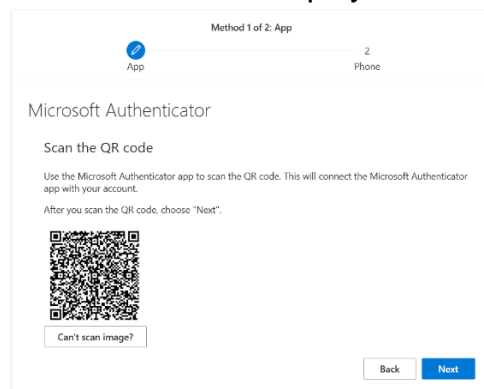 Method 1 of 2: App
2
App
Phone
Microsoft Authenticator
Scan the QR code
Use the Microsoft Authenticator app to scan the QR code. This will connect the Microsoft Authenticator
app with your account.
After you scan the QR code, choose "Next".
Can't scan image?
Back
Next